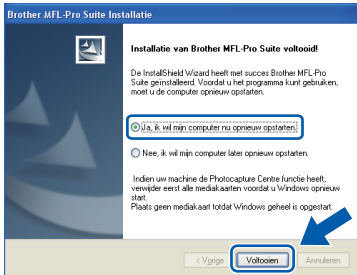 Brother MFL-Pro Suite Installatie
Installatie van Brother MFL-Pro Suite voltooid!
De InstallShield Wizard heeft met succes Brother MFL-Pro
Suite geïnstalleerd. Voordat u het programma kunt gebruiken,
moet u de computer opnieuw opstarten.
Ja, ik wil mijn computer nu opnieuw opstarten.
Nee, ik wil mijn computer later opnieuw opstarten.
Indien uw machine de Photocapture Centre functie heeft,
verwijder eerst alle mediakaarten voordat u Windows opnieuw
start.
Plaats geen mediakaart totdat Windows geheel is opgestart.
< Vorige Voltooien Annuleren